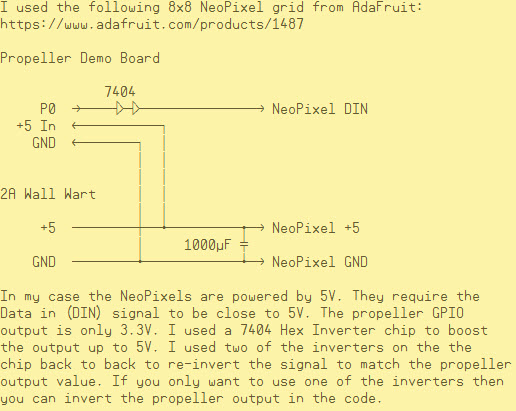 I used the following 8x8 NeoPixel grid from AdaFruit:
https://www.adafruit.com/products/1487
Propeller Demo Board
7404
P0 NeoPixel DIN
+5 In
GND
2A Wall Wart
+5 NeoPixel +5
1000µF
GND NeoPixel GND
In my case the NeoPixels are powered by 5V. They require the
Data in (DIN) signal to be close to 5V. The propeller GPIO
output is only 3.3V. I used a 7404 Hex Inverter chip to boost
the output up to 5V. I used two of the inverters on the the
chip back to back to re-invert the signal to match the propeller
output value. If you only want to use one of the inverters then
you can invert the propeller output in the code.